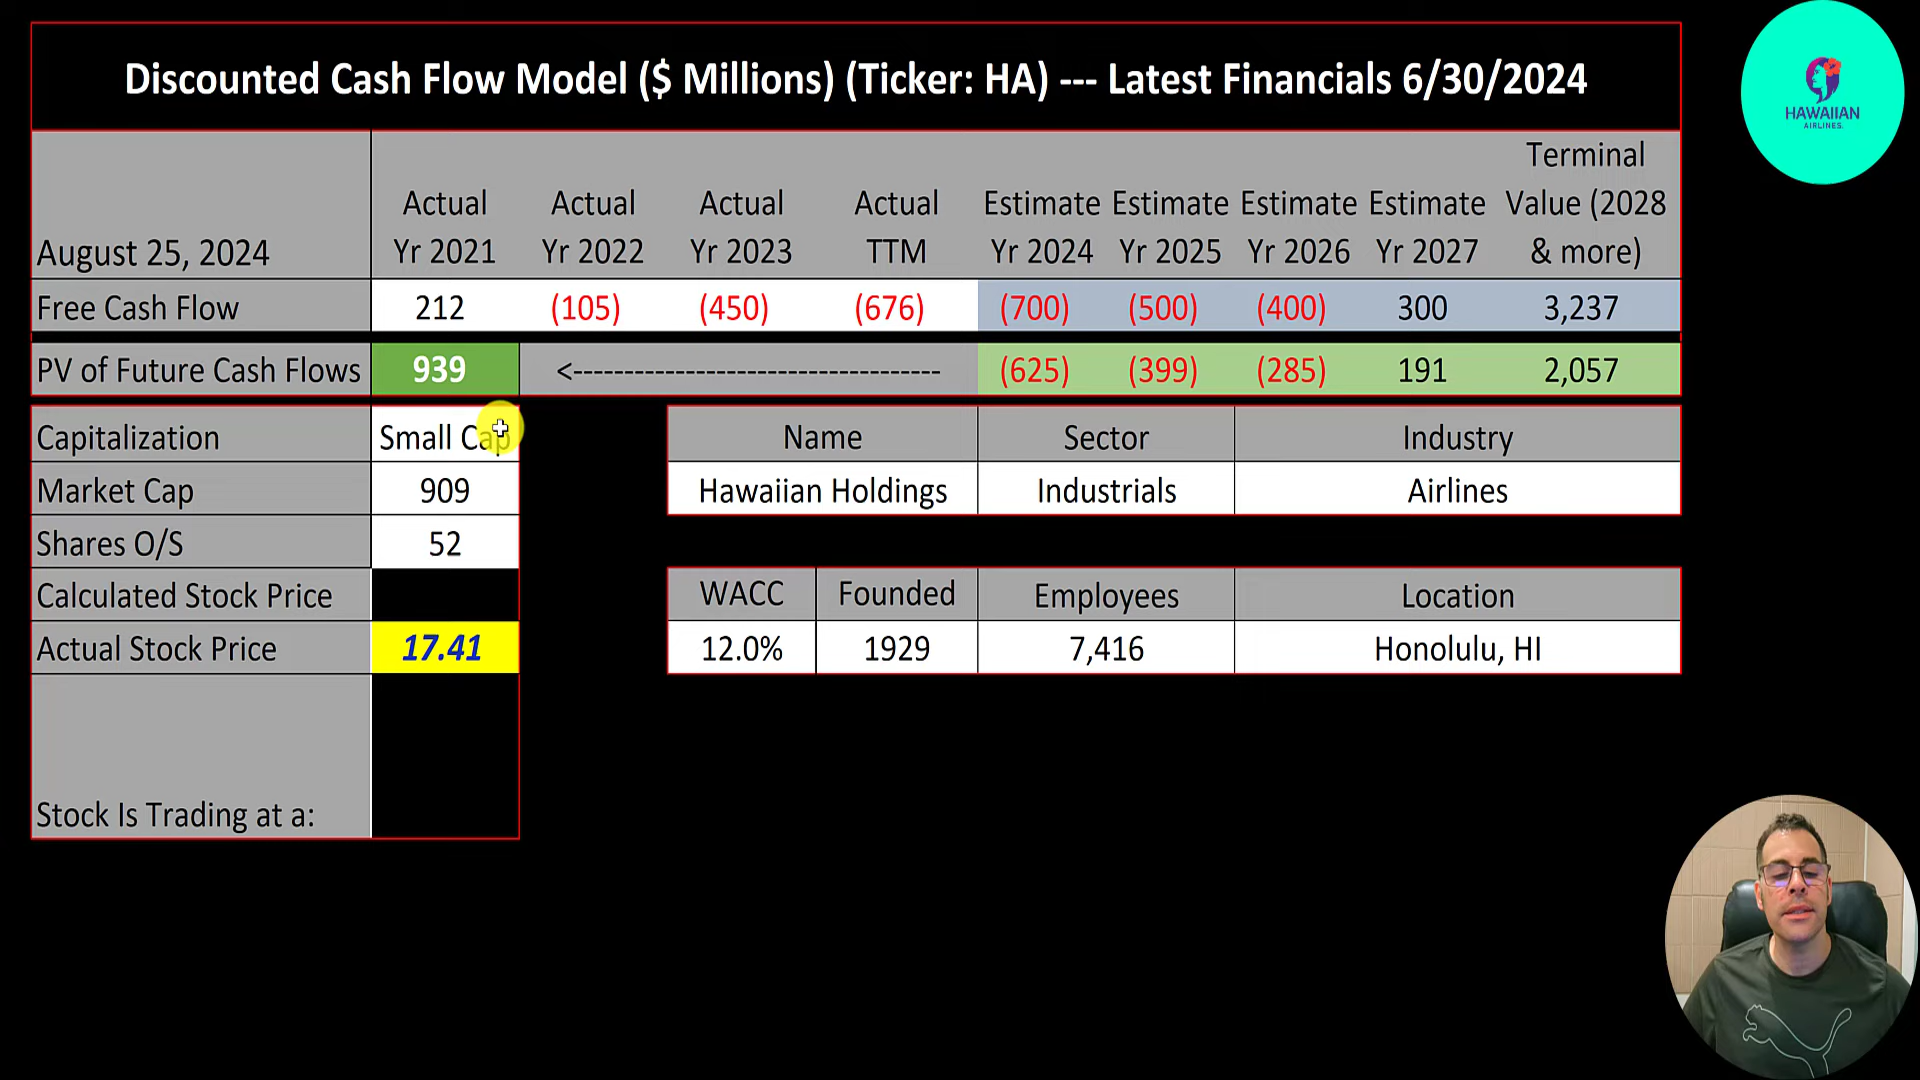 Discounted Cash Flow Model ($ Millions) (Ticker: HA) --- Latest Financials 6/30/2024
HAWAIIAN
AIRLINES.
August 25, 2024
Actual
Yr 2021
Actual
Yr 2022
Actual
Yr 2023
Actual
TTM
Estimate
Yr 2024
Estimate
Yr 2025
Estimate
Yr 2026
Estimate
Yr 2027
Terminal
Value (2028
& more)
Free Cash Flow 212 (105) (450) (676) (700) (500) (400) 300 3,237
PV of Future Cash Flows 939 <----------------------------------- (625) (399) (285) 191 2,057
Capitalization Small Cap
Market Cap 909
Shares O/S 52
Calculated Stock Price
Actual Stock Price 17.41
Stock Is Trading at a:
Name Sector Industry
Hawaiian Holdings Industrials Airlines
WACC Founded Employees Location
12.0% 1929 7,416 Honolulu, HI